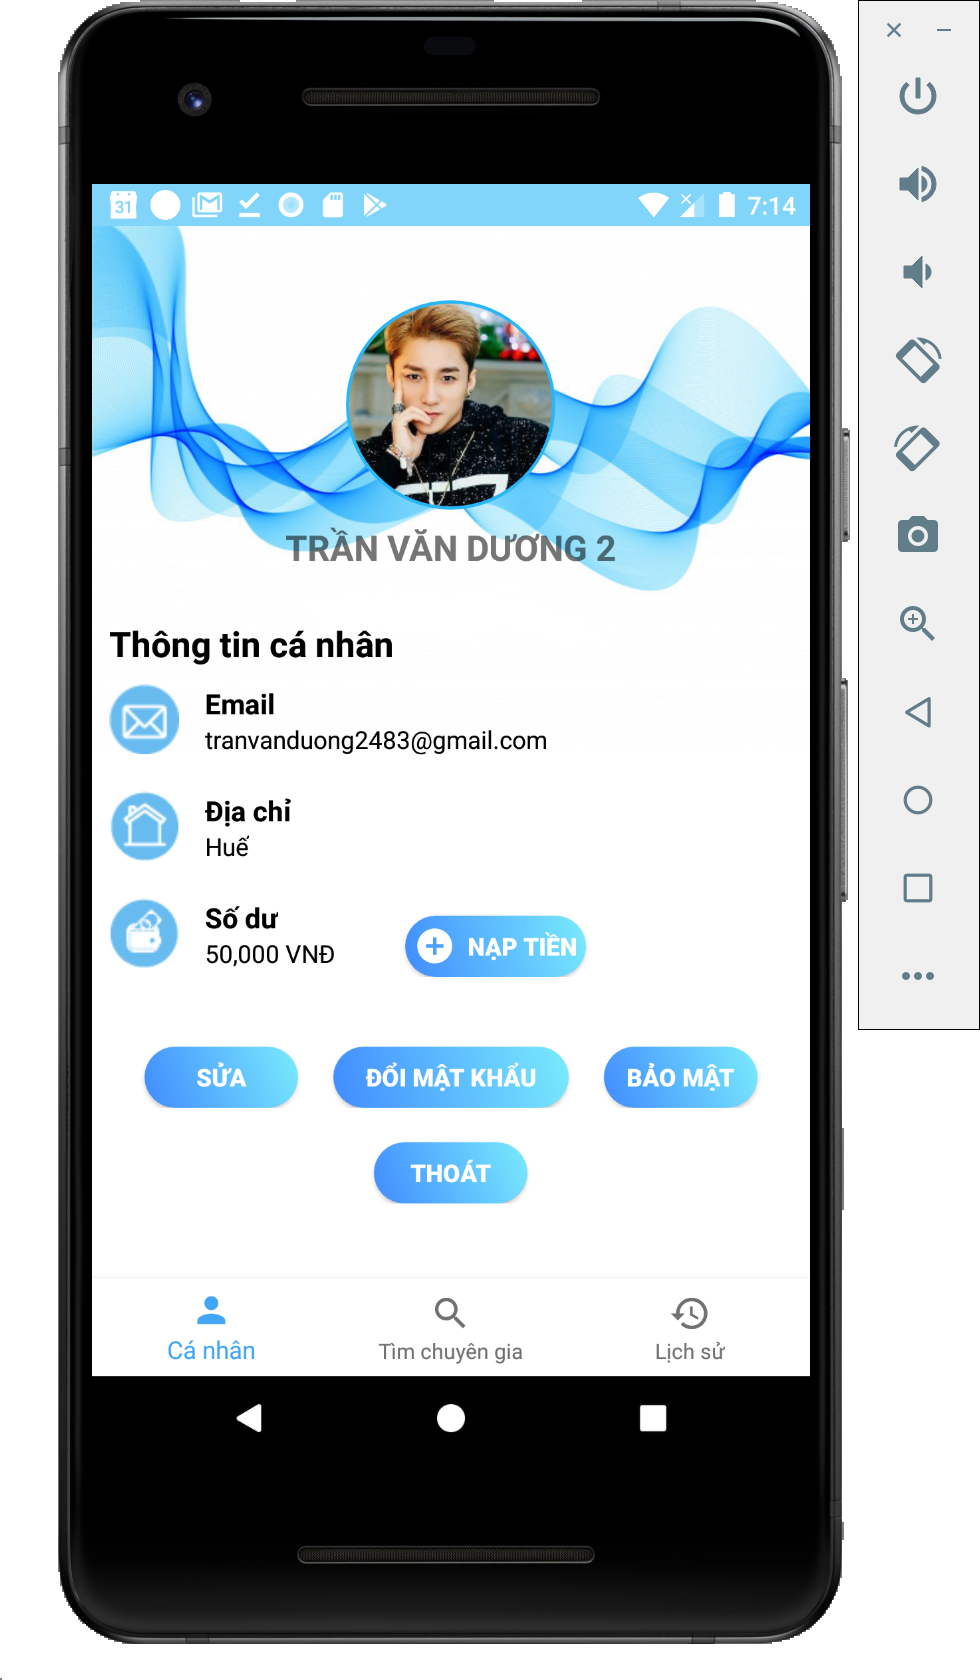 31
7:14
TRẦN VĂN DƯƠNG 2
Thông tin cá nhân
Email
tranvanduong2483@gmail.com
Địa chỉ
Huế
Số dư
50,000 VNĐ
NẠP TIỀN
SỬA
ĐỔI MẬT KHẨU
BẢO MẬT
THOÁT
Cá nhân
Tìm chuyên gia
Lịch sử